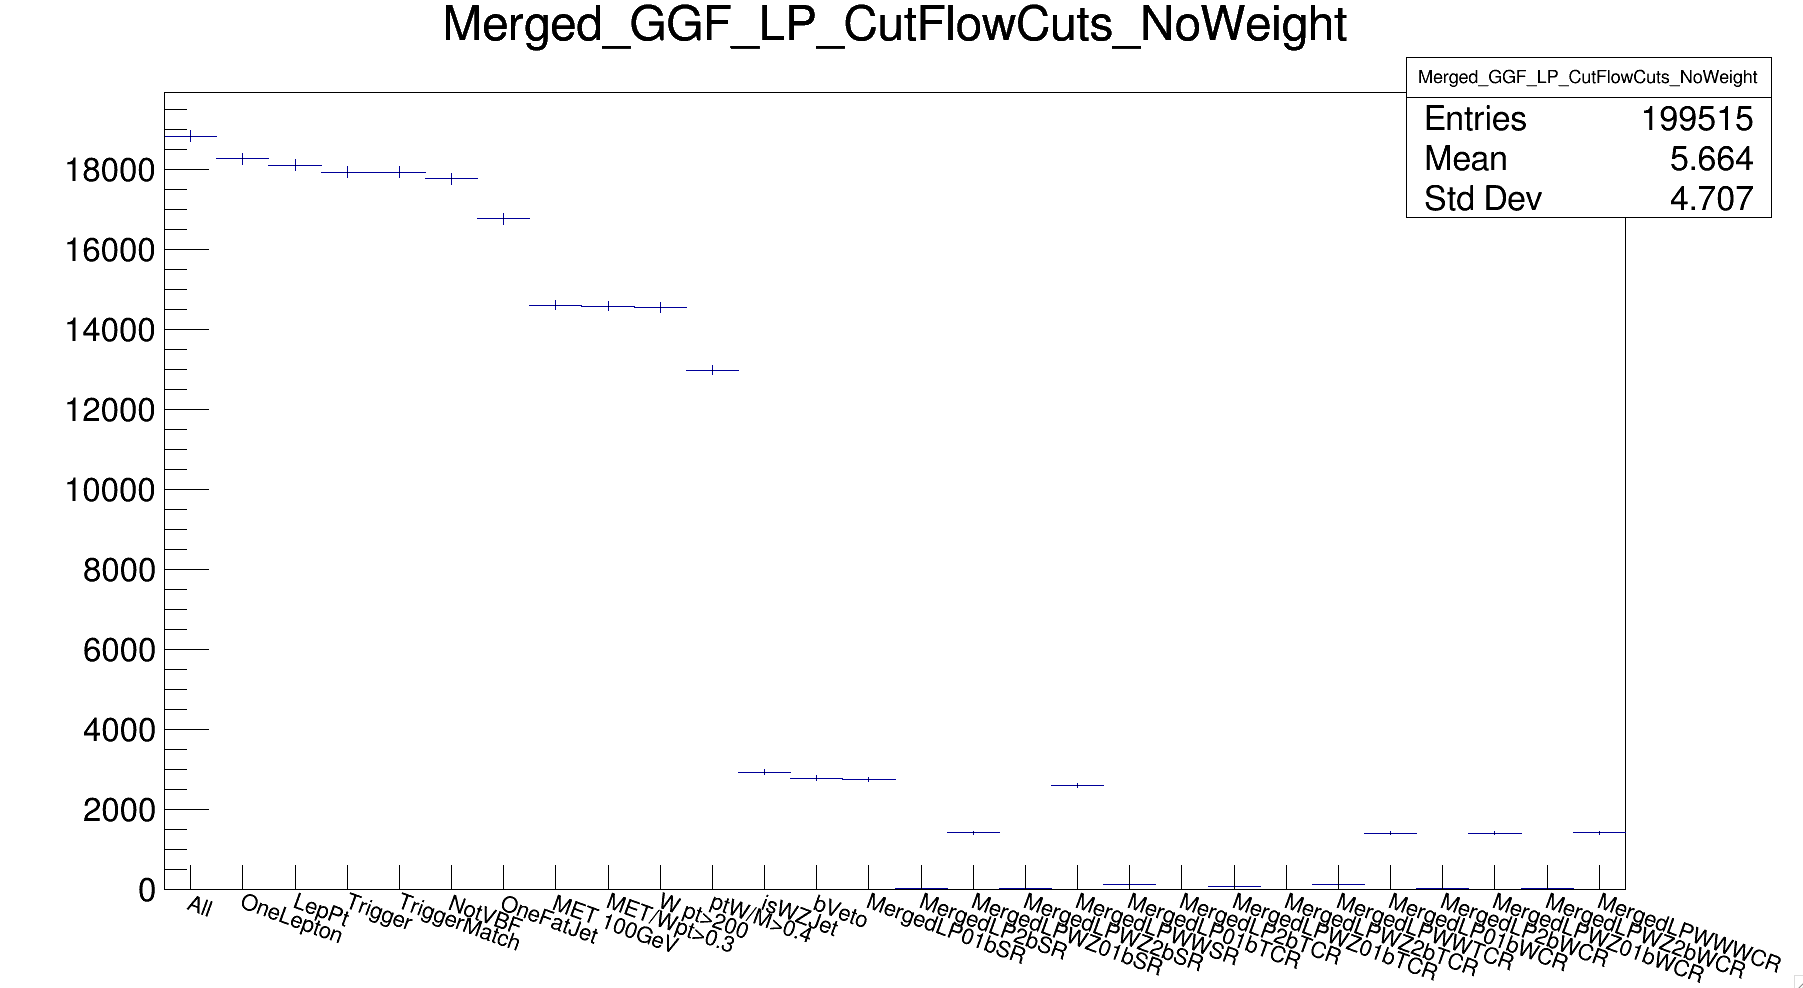 Merged_GGF_LP_CutFlowCuts_NoWeight
Merged_GGF_LP_CutFlowCuts_NoWeight
Entries 199515
Mean 5.664
Std Dev 4.707
18000
16000
14000
12000
10000
8000
6000
4000
2000
0
All
OneLepton
LepPt
Trigger
TriggerMatch
NotVBF
OneFatJet
MET 100GeV
MET/Wpt>0.3
W pt>200
ptW/M>0.4
isWZJet
bVeto
MergedLP01bSR
MergedLP2bSR
MergedLPWZ01bSR
MergedLPWZ2bSR
MergedLPWWSR
MergedLP01bTCR
MergedLP2bTCR
MergedLPWZ01bTCR
MergedLPWZ2bTCR
MergedLPWWTCR
MergedLP01bWCR
MergedLP2bWCR
MergedLPWZ01bWCR
MergedLPWZ2bWCR
MergedLPWWWCR